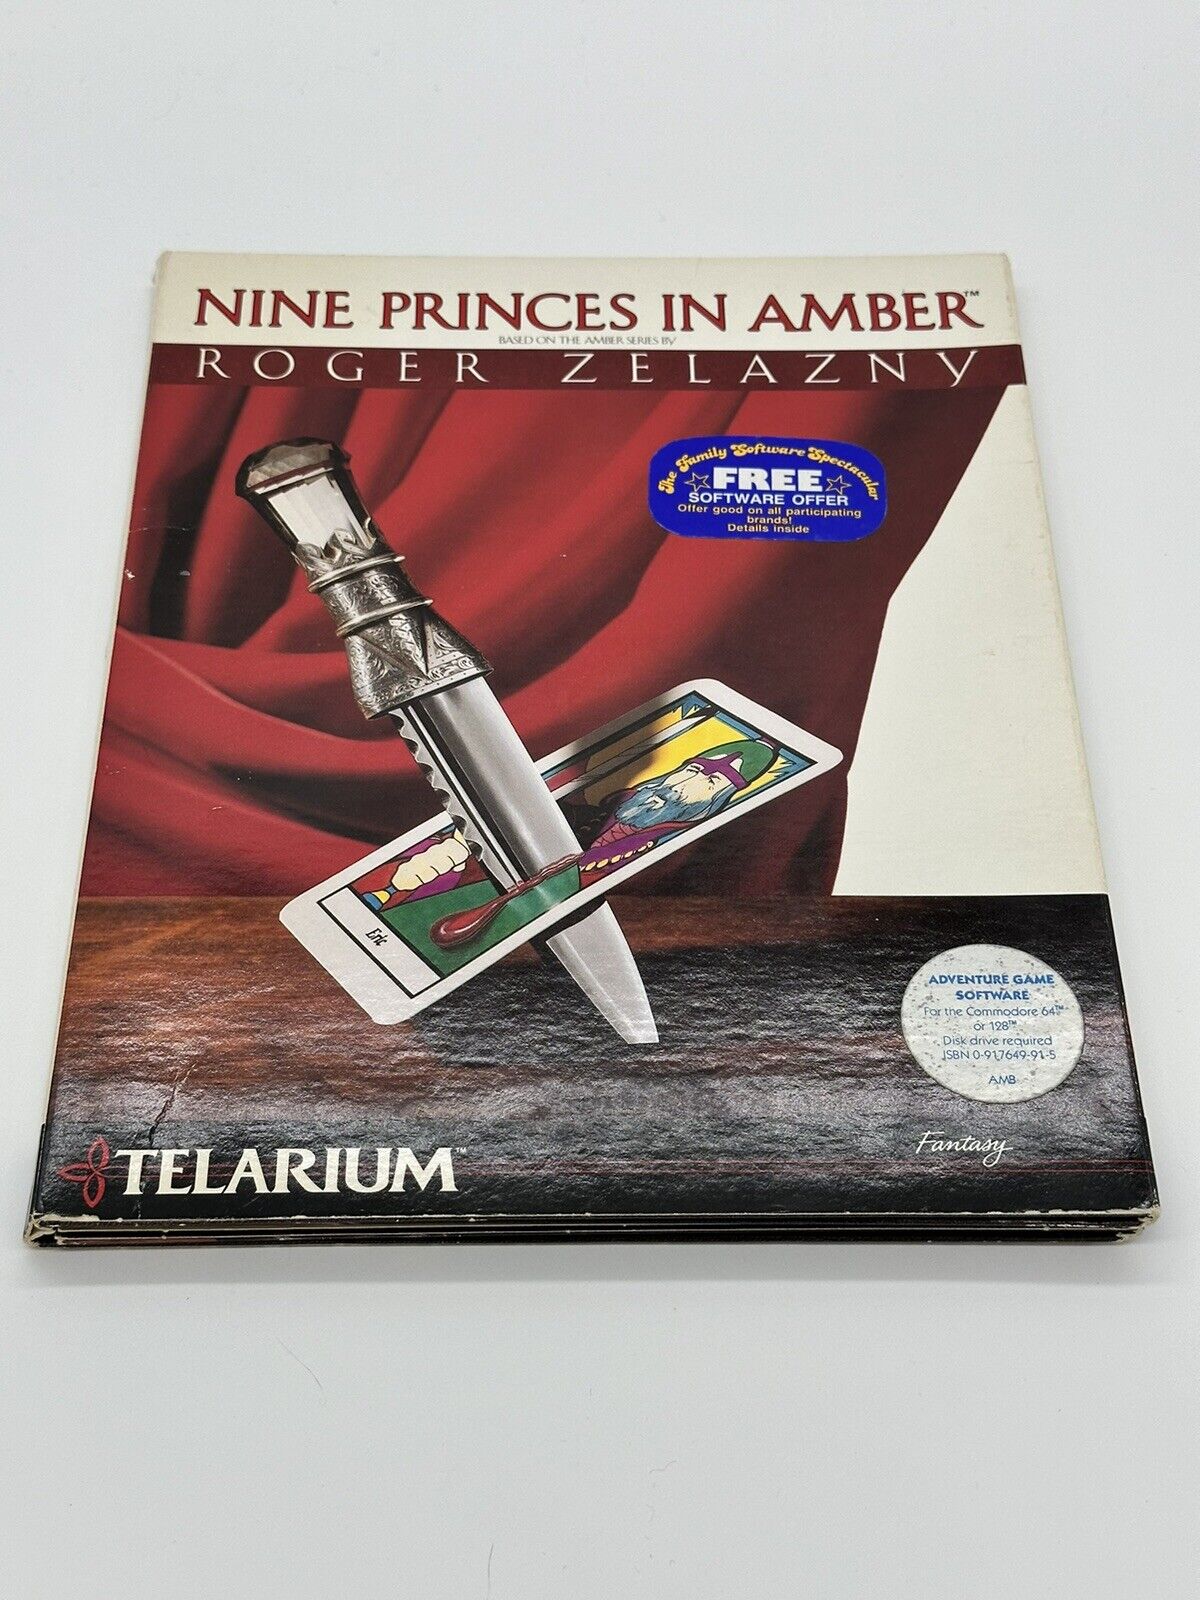 NINE PRINCES IN AMBER™
BASED ON THE AMBER SERIES BY
ROGER ZELAZNY
The Family Software Spectacular
FREE
SOFTWARE OFFER
Offer good on all participating
brands!
Details inside
Eric
ADVENTURE GAME
SOFTWARE
For the Commodore 64™
or 128™
Disk drive required
ISBN 0-917649-91-5
AMB
Fantasy
TELARIUM™